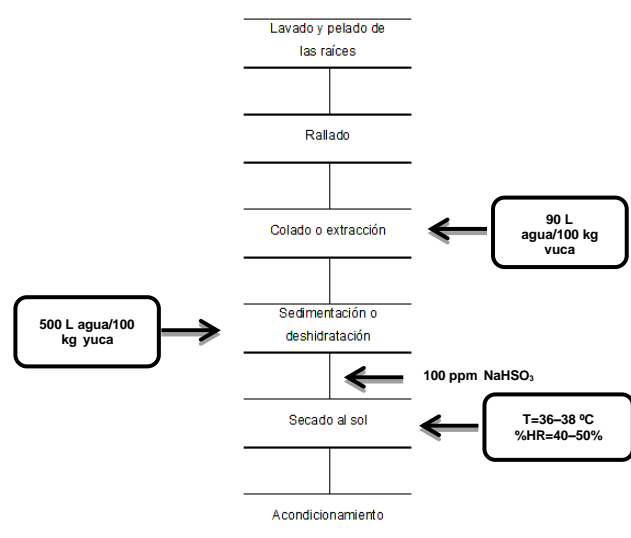 Lavado y pelado de
las raíces
Rallado
Colado o extracción
90 L
agua/100 kg
yuca
500 L agua/100
kg yuca
Sedimentación o
deshidratación
100 ppm NaHSO₃
Secado al sol
T=36–38 ºC
%HR=40–50%
Acondicionamiento